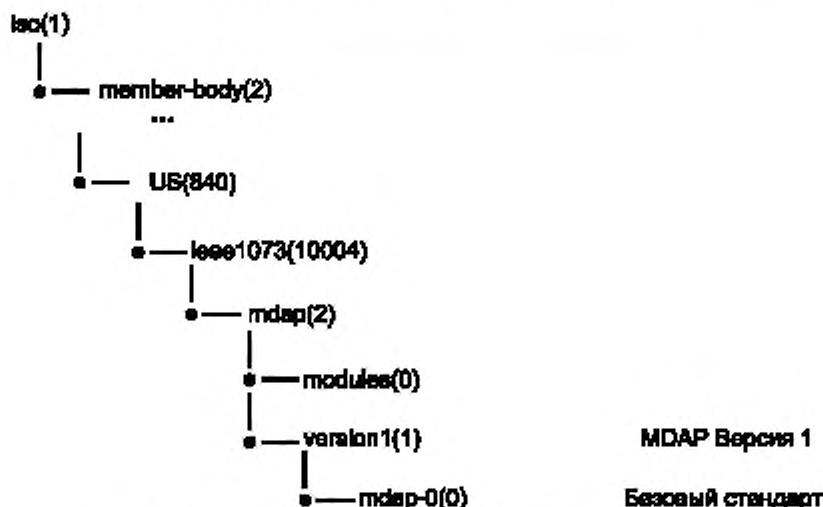 iso(1)
member-body(2)
...
US(840)
ieee1073(10004)
mdap(2)
modules(0)
version1(1) MDAP Версия 1
mdap-0(0) Базовый стандарт